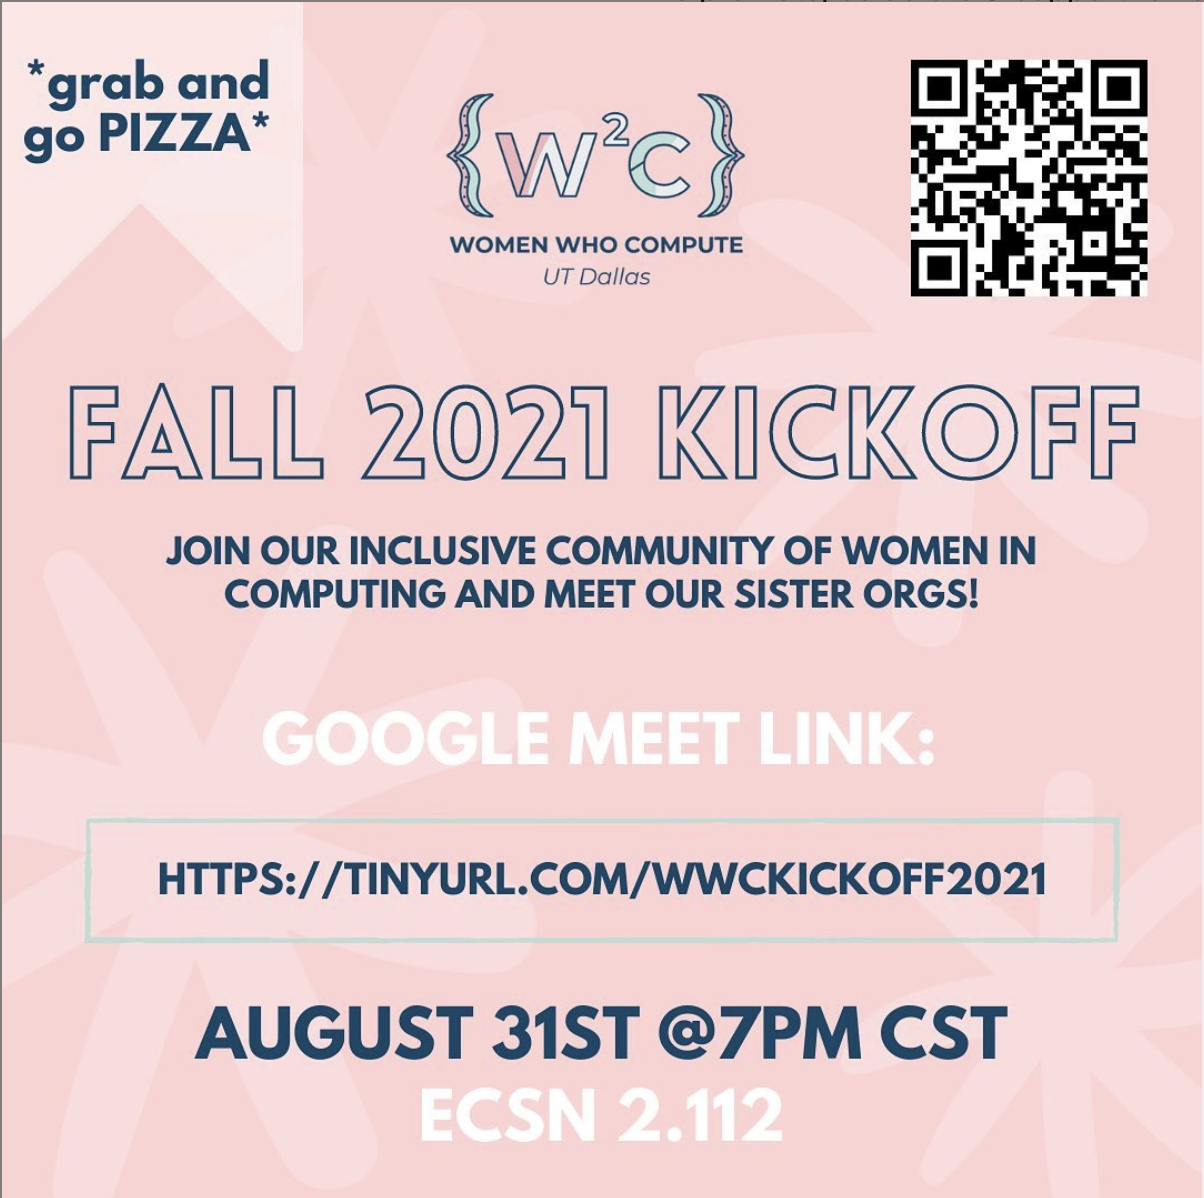 *grab and
go PIZZA*
{W²C}
WOMEN WHO COMPUTE
UT Dallas
FALL 2021 KICKOFF
JOIN OUR INCLUSIVE COMMUNITY OF WOMEN IN
COMPUTING AND MEET OUR SISTER ORGS!
GOOGLE MEET LINK:
HTTPS://TINYURL.COM/WWCKICKOFF2021
AUGUST 31ST @7PM CST
ECSN 2.112